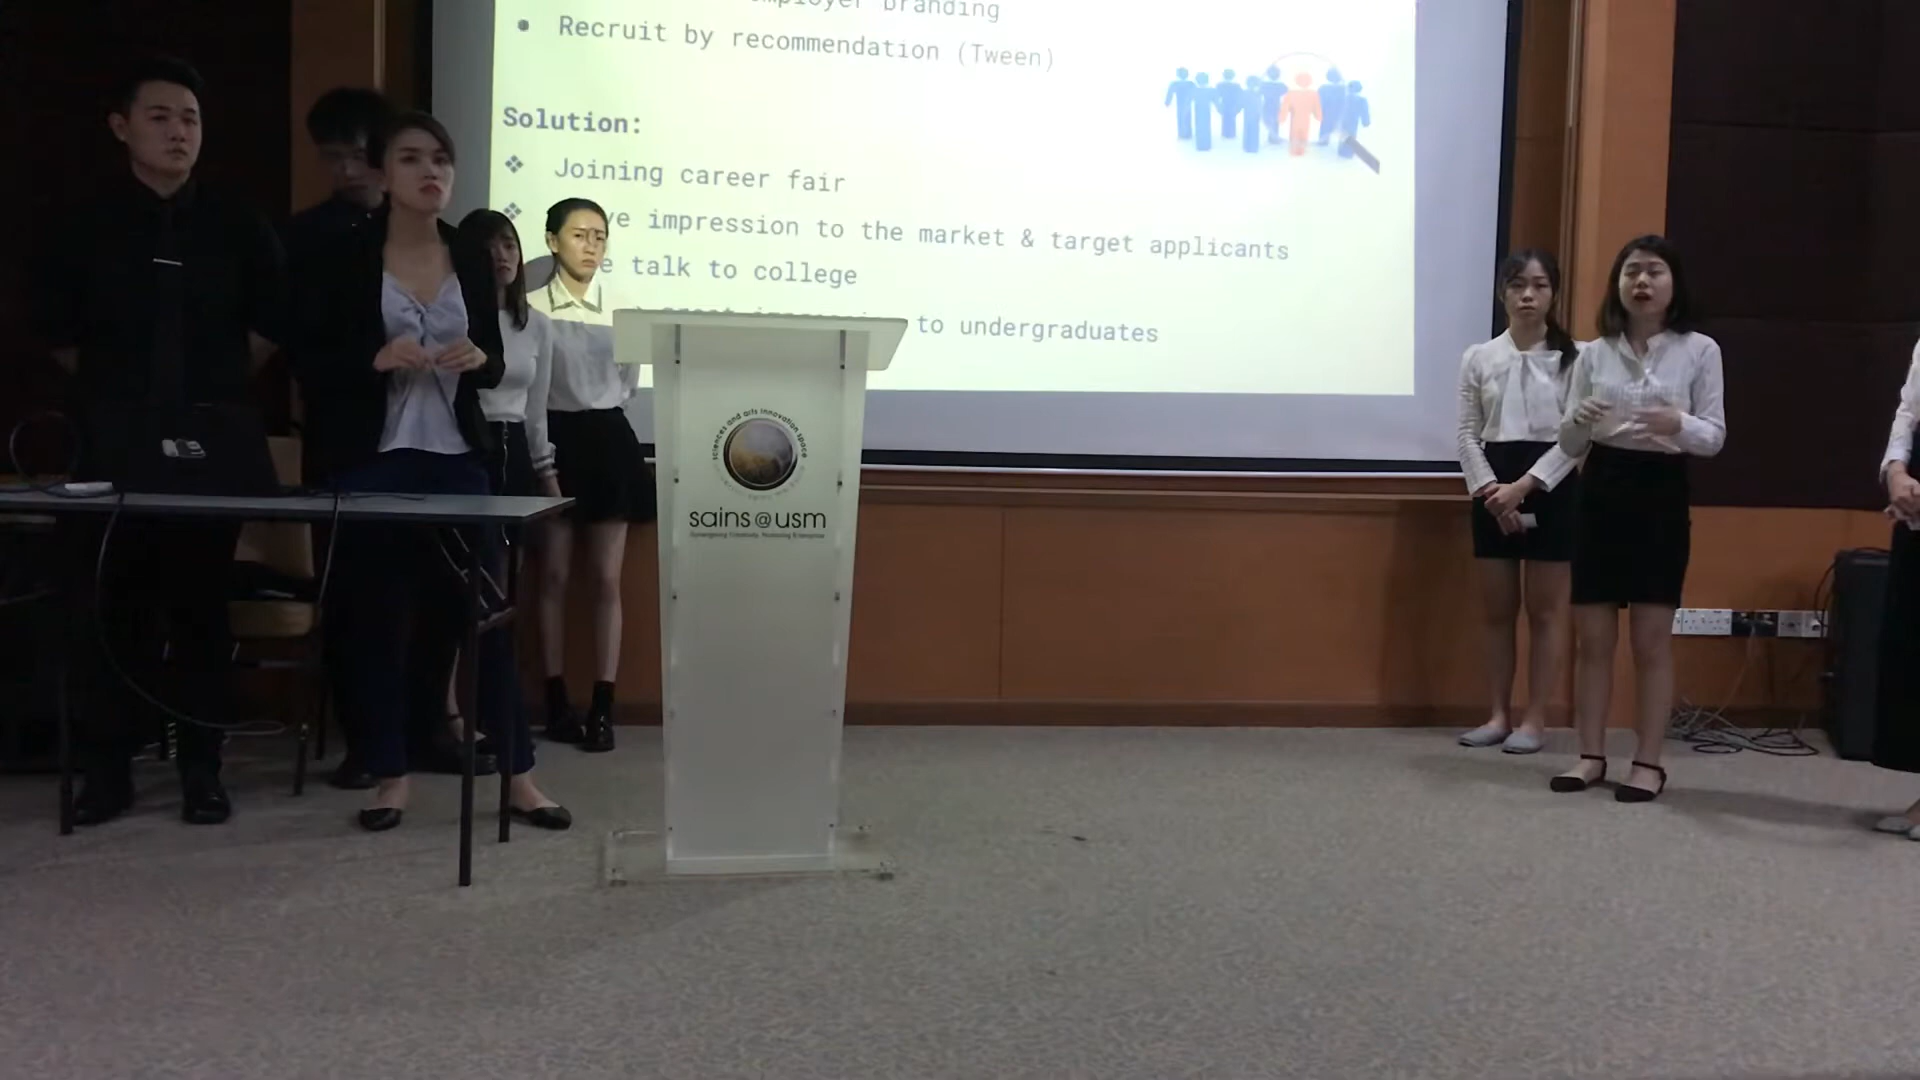 employer branding
• Recruit by recommendation (Tween)
Solution:
❖ Joining career fair
❖ impression to the market & target applicants
talk to college
to undergraduates
sciences and arts innovation space
sains@usm